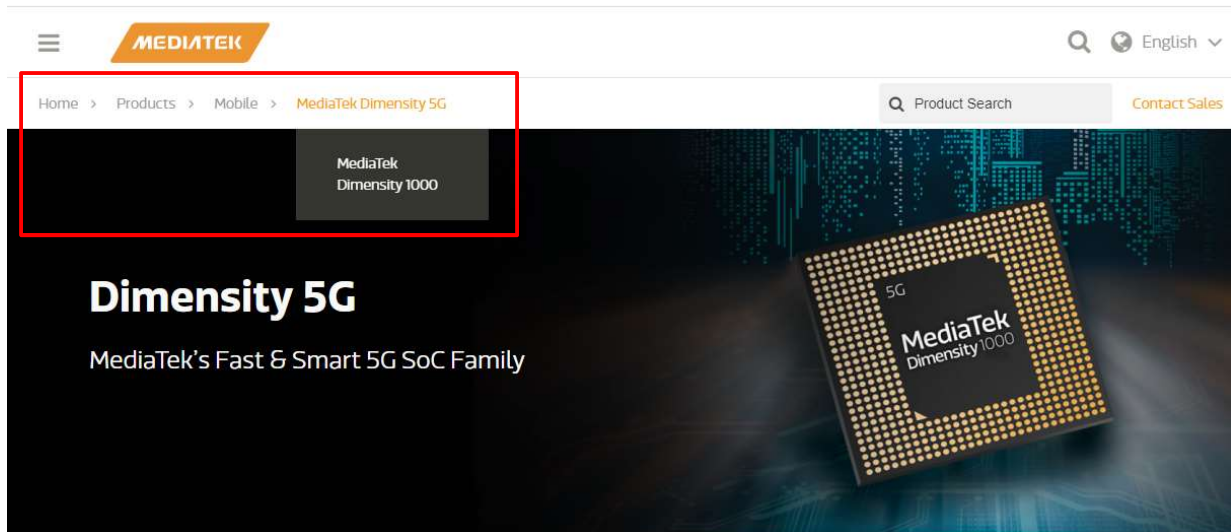 MEDIATEK
English
Home > Products > Mobile > MediaTek Dimensity 5G
Product Search
Contact Sales
MediaTek
Dimensity 1000
Dimensity 5G
MediaTek's Fast & Smart 5G SoC Family
5G
MediaTek
Dimensity 1000